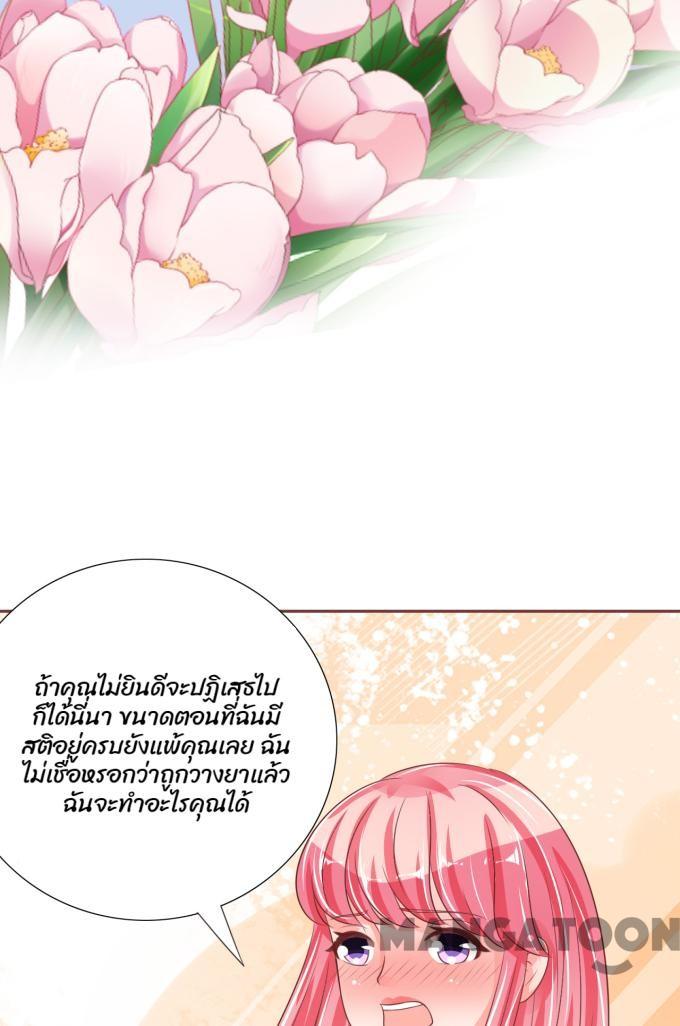 ถ้าคุณไม่ยินดีจะปฏิเสธไป
ก็ได้นี่นา ขนาดตอนที่ฉันมี
สติอยู่ครบยังแพ้คุณเลย ฉัน
ไม่เชื่อหรอกว่าถูกวางยาแล้ว
ฉันจะทำอะไรคุณได้
MANGATOON